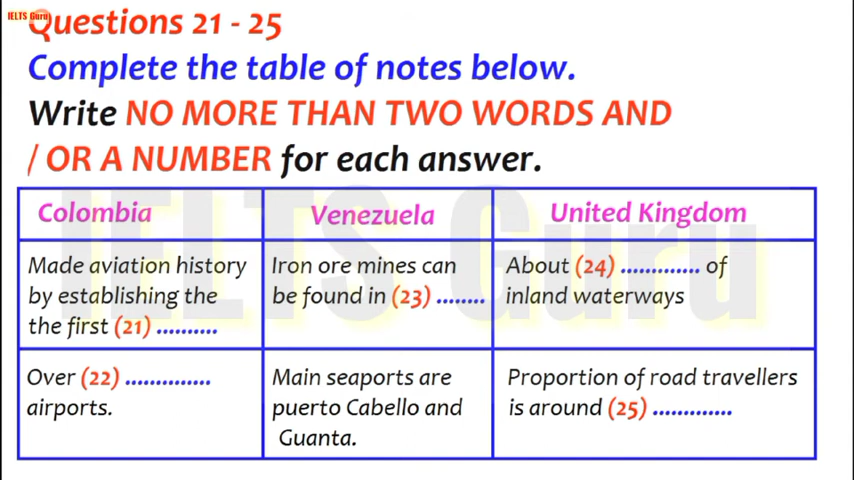 IELTS Guru
Questions 21 - 25
Complete the table of notes below.
Write NO MORE THAN TWO WORDS AND
/ OR A NUMBER for each answer.
IELTS Guru
Colombia
Venezuela
United Kingdom
Made aviation history
by establishing the
the first (21) ..........
Iron ore mines can
be found in (23) ........
About (24) ............. of
inland waterways
Over (22) ..............
airports.
Main seaports are
puerto Cabello and
Guanta.
Proportion of road travellers
is around (25) .............